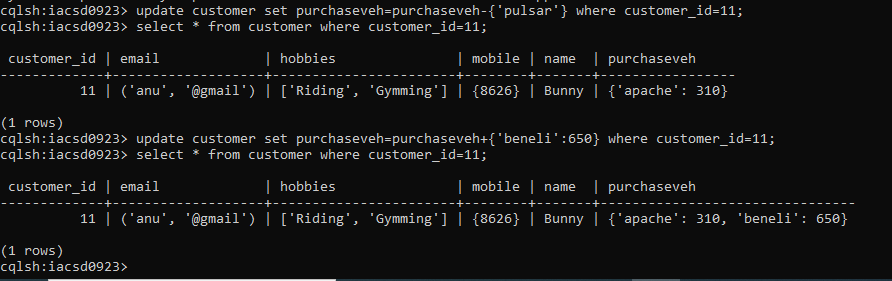 cqlsh:iacsd0923> update customer set purchaseveh=purchaseveh-{'pulsar'} where customer_id=11;
cqlsh:iacsd0923> select * from customer where customer_id=11;
 customer_id | email             | hobbies               | mobile | name  | purchaseveh
-------------+-------------------+-----------------------+--------+-------+-----------------
          11 | ('anu', '@gmail') | ['Riding', 'Gymming'] | {8626} | Bunny | {'apache': 310}
(1 rows)
cqlsh:iacsd0923> update customer set purchaseveh=purchaseveh+{'beneli':650} where customer_id=11;
cqlsh:iacsd0923> select * from customer where customer_id=11;
 customer_id | email             | hobbies               | mobile | name  | purchaseveh
-------------+-------------------+-----------------------+--------+-------+--------------------------------
          11 | ('anu', '@gmail') | ['Riding', 'Gymming'] | {8626} | Bunny | {'apache': 310, 'beneli': 650}
(1 rows)
cqlsh:iacsd0923>